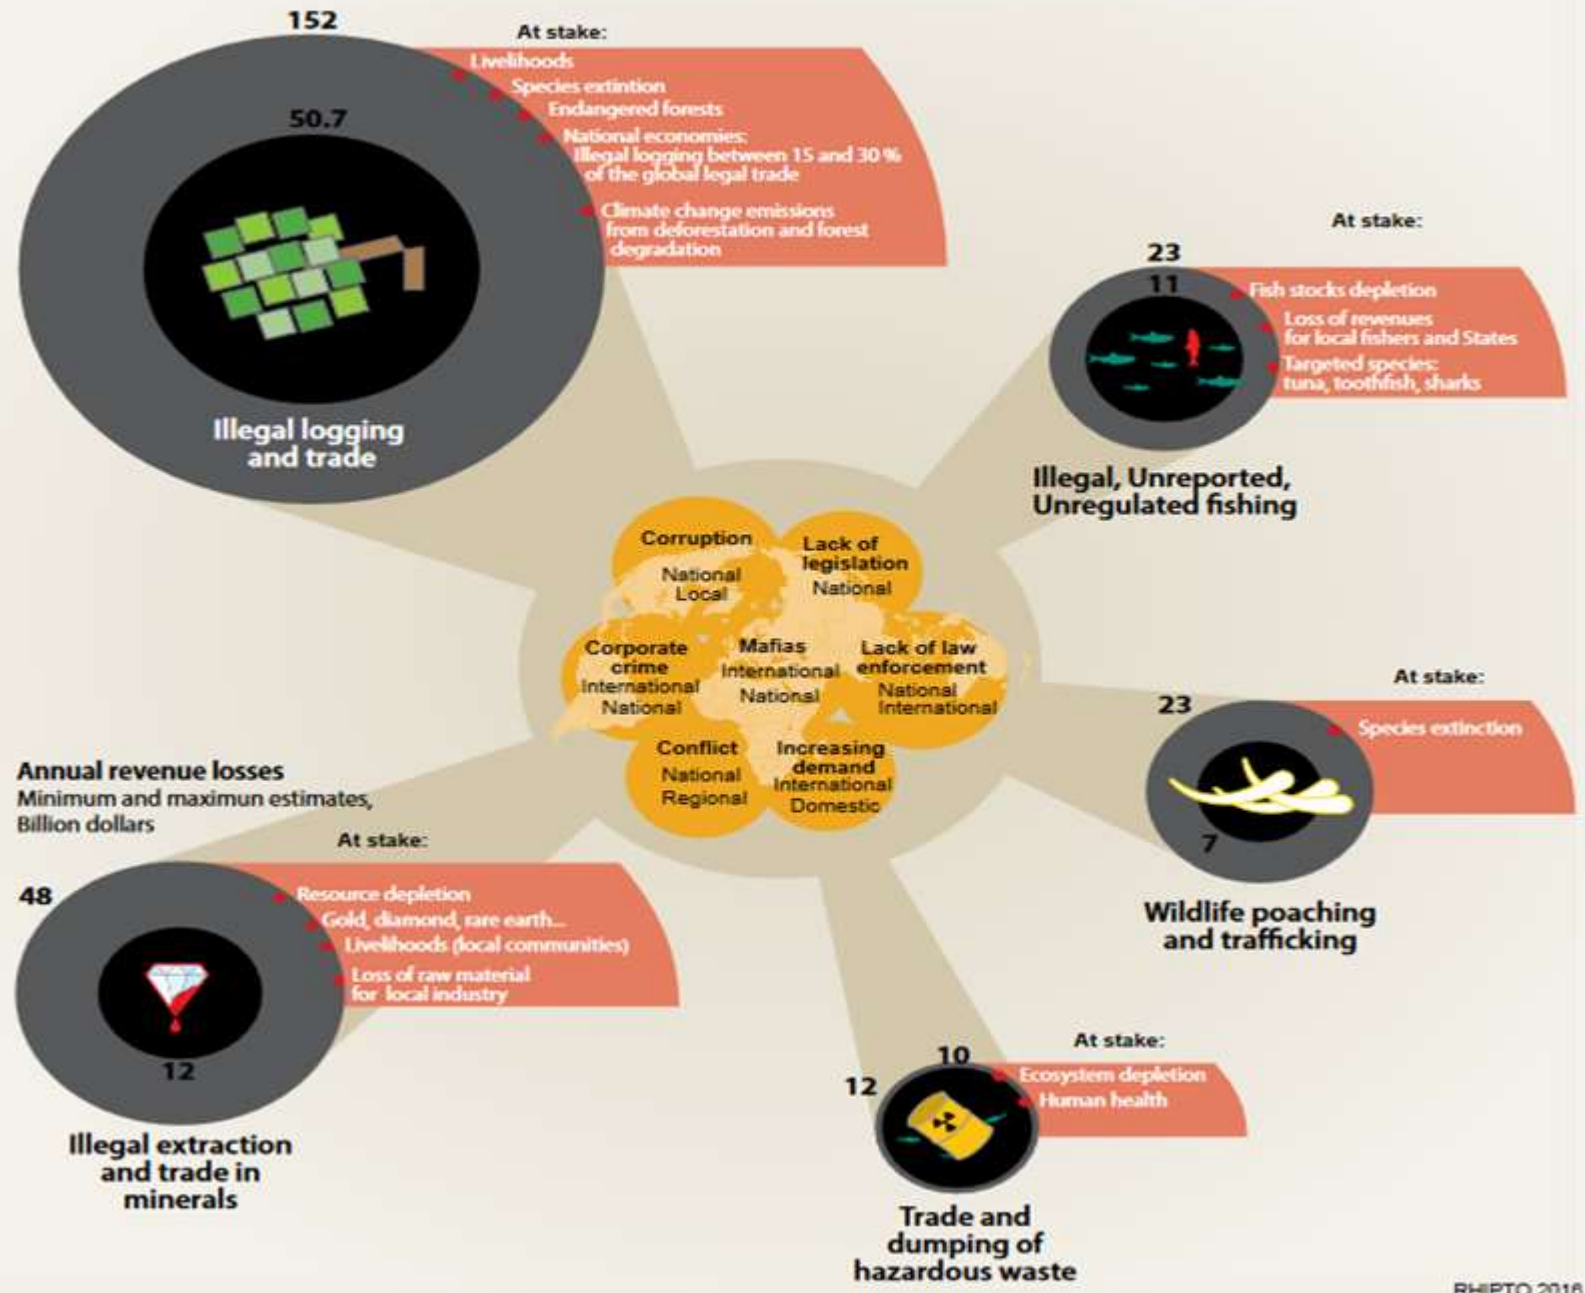 152
50.7
Illegal logging
and trade
At stake:
Livelihoods
Species extintion
Endangered forests
National economies:
Illegal logging between 15 and 30 %
of the global legal trade
Climate change emissions
from deforestation and forest
degradation
At stake:
23
11
Fish stocks depletion
Loss of revenues
for local fishers and States
Targeted species:
tuna, toothfish, sharks
Illegal, Unreported,
Unregulated fishing
Corruption
National
Local
Lack of
legislation
National
Corporate
crime
International
National
Mafias
International
National
Lack of law
enforcement
National
International
Conflict
National
Regional
Increasing
demand
International
Domestic
At stake:
23
7
Species extinction
Wildlife poaching
and trafficking
Annual revenue losses
Minimum and maximun estimates,
Billion dollars
At stake:
48
12
Resource depletion
Gold, diamond, rare earth...
Livelihoods (local communities)
Loss of raw material
for local industry
Illegal extraction
and trade in
minerals
At stake:
10
12
Ecosystem depletion
Human health
Trade and
dumping of
hazardous waste
RHIPTO 2016